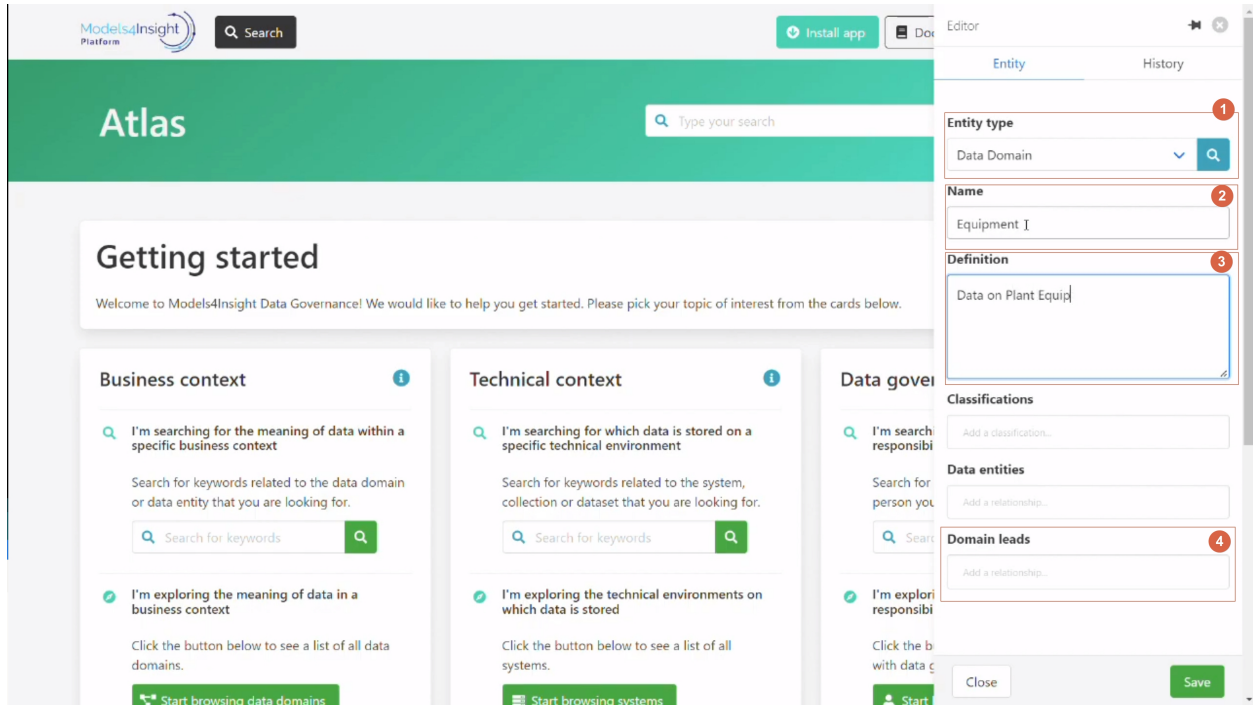 Models4Insight
Platform
Search
Install app
Atlas
Type your search
Getting started
Welcome to Models4Insight Data Governance! We would like to help you get started. Please pick your topic of interest from the cards below.
Business context
I'm searching for the meaning of data within a
specific business context
Search for keywords related to the data domain
or data entity that you are looking for.
Search for keywords
I'm exploring the meaning of data in a
business context
Click the button below to see a list of all data
domains.
Start browsing data domains
Technical context
I'm searching for which data is stored on a
specific technical environment
Search for keywords related to the system,
collection or dataset that you are looking for.
Search for keywords
I'm exploring the technical environments on
which data is stored
Click the button below to see a list of all
systems.
Start browsing systems
Data gover
I'm search
responsibi
Search for
person you
Sear
I'm explori
responsibi
Click the b
with data g
Start
Editor
Entity
History
1
Entity type
Data Domain
2
Name
Equipment
3
Definition
Data on Plant Equip
Classifications
Add a classification...
Data entities
Add a relationship...
4
Domain leads
Add a relationship...
Close
Save